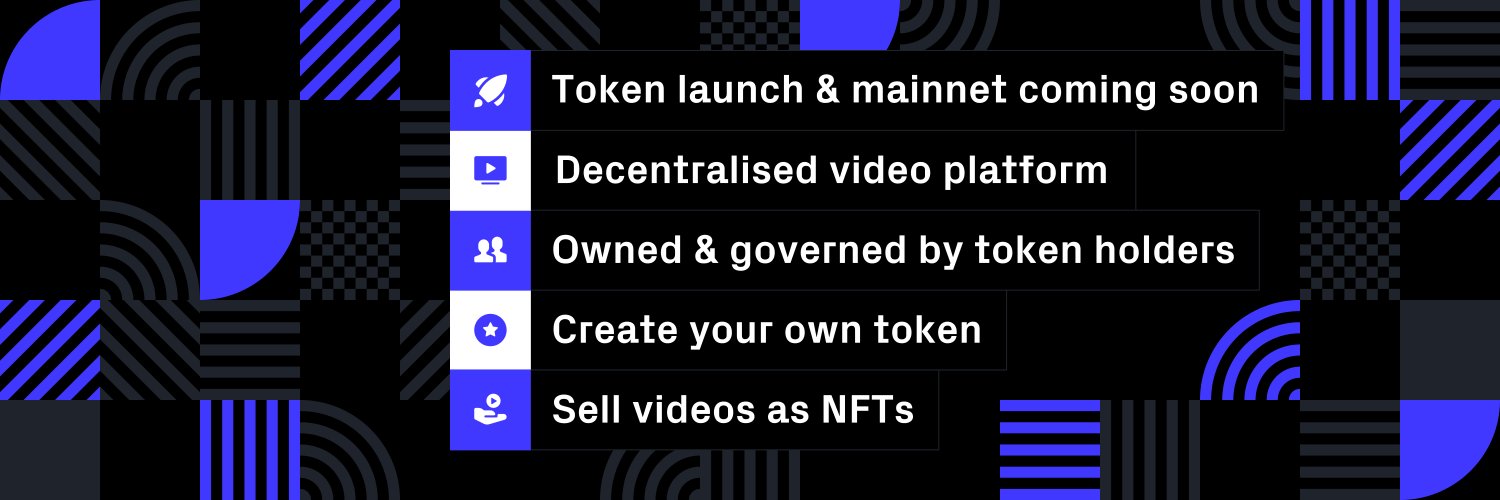 Token launch & mainnet coming soon
Decentralised video platform
Owned & governed by token holders
Create your own token
Sell videos as NFTs